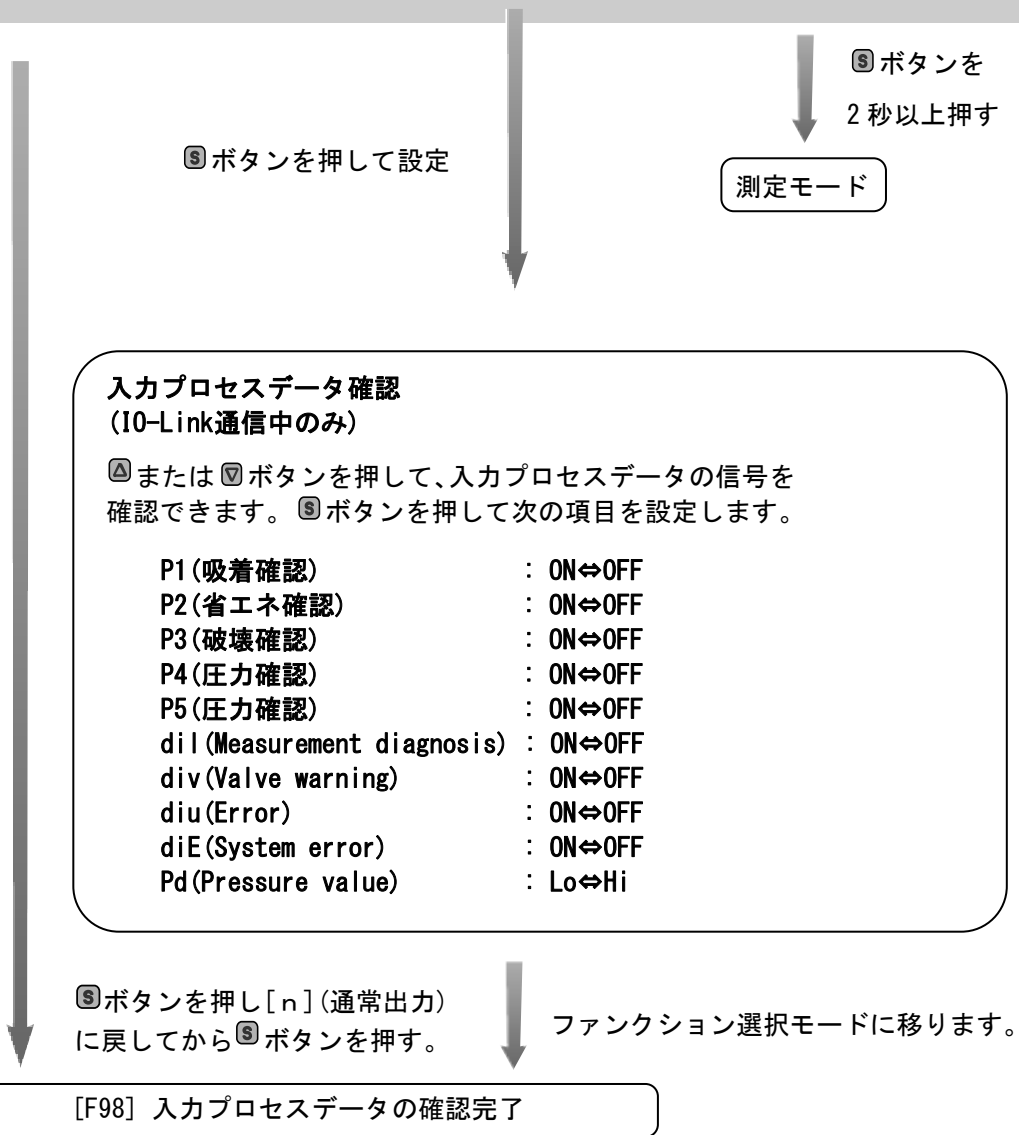 Sボタンを
2秒以上押す
Sボタンを押して設定
測定モード
入力プロセスデータ確認
(IO-Link通信中のみ)
△または▽ボタンを押して、入力プロセスデータの信号を
確認できます。Sボタンを押して次の項目を設定します。
P1(吸着確認) : ON⇔OFF
P2(省エネ確認) : ON⇔OFF
P3(破壊確認) : ON⇔OFF
P4(圧力確認) : ON⇔OFF
P5(圧力確認) : ON⇔OFF
dil(Measurement diagnosis) : ON⇔OFF
div(Valve warning) : ON⇔OFF
diu(Error) : ON⇔OFF
diE(System error) : ON⇔OFF
Pd(Pressure value) : Lo⇔Hi
Sボタンを押し[n](通常出力)
に戻してからSボタンを押す。
ファンクション選択モードに移ります。
[F98] 入力プロセスデータの確認完了